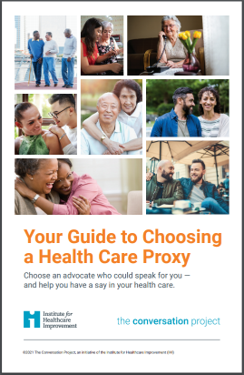 Your Guide to Choosing
a Health Care Proxy
Choose an advocate who could speak for you —
and help you have a say in your health care.
Institute for
Healthcare
Improvement
the conversation project
©2021 The Conversation Project, an initiative of the Institute for Healthcare Improvement (IHI)